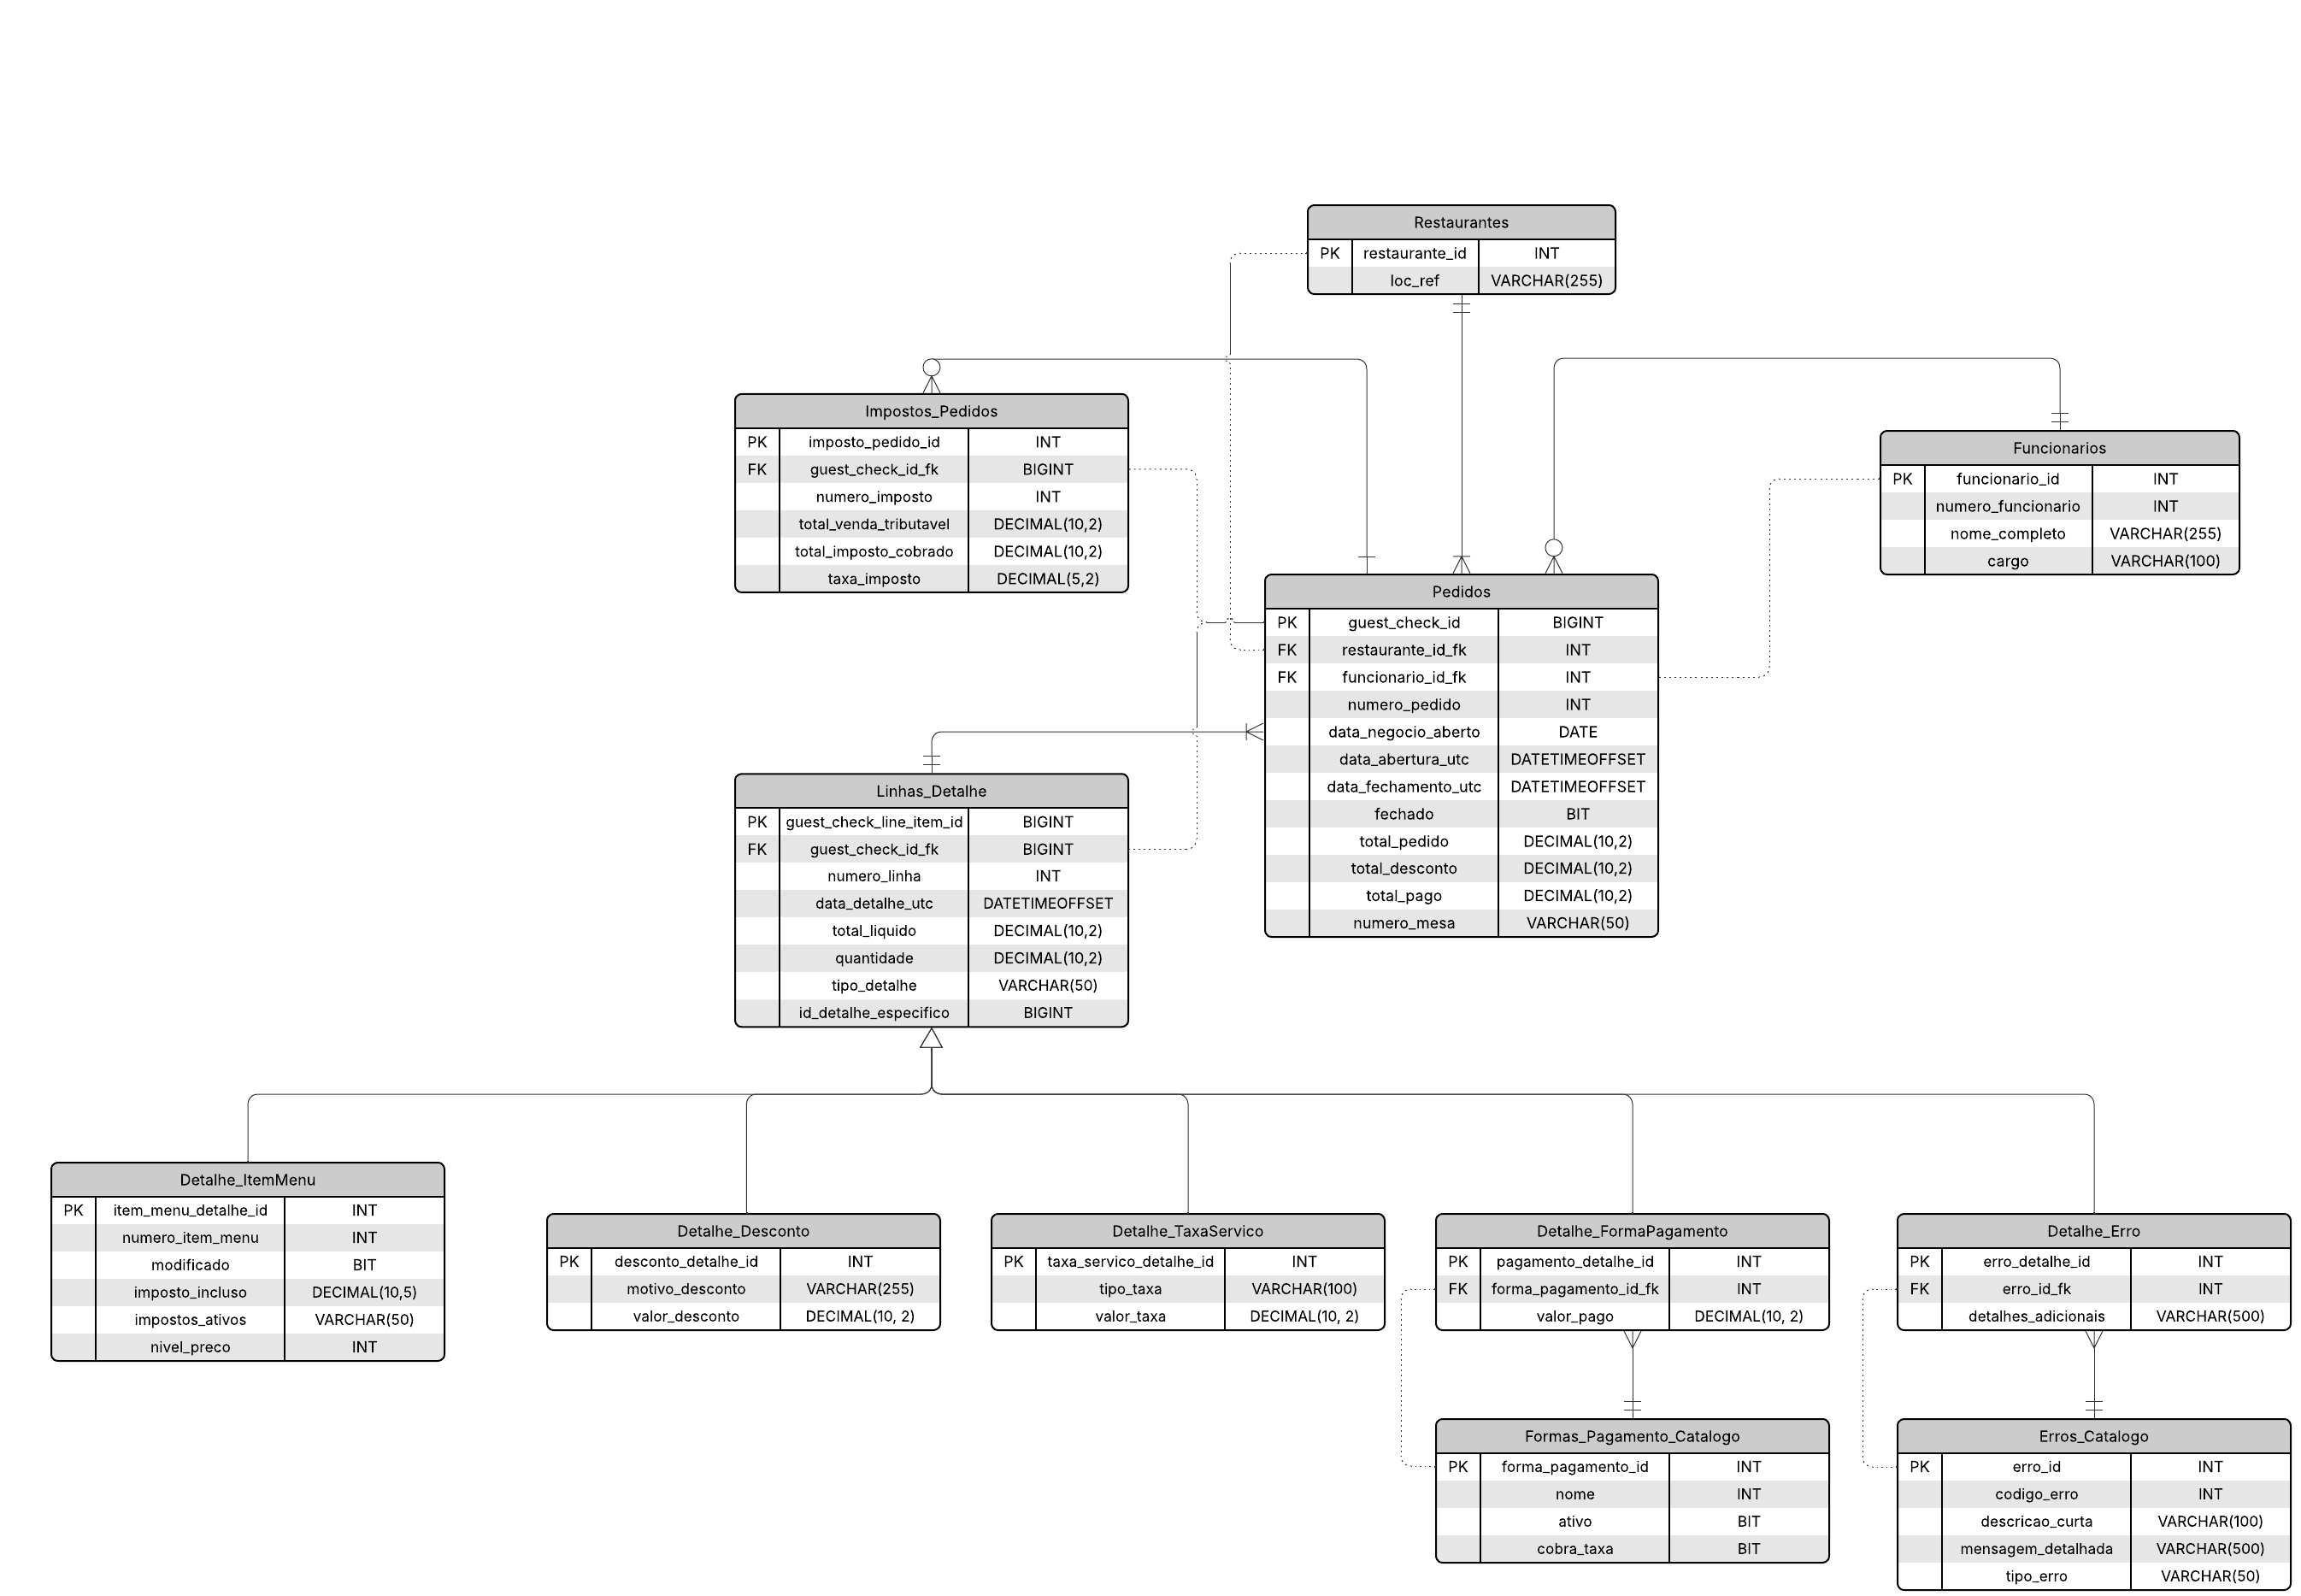 Restaurantes
PK restaurante_id INT
loc_ref VARCHAR(255)
Impostos_Pedidos
PK imposto_pedido_id INT
FK guest_check_id_fk BIGINT
numero_imposto INT
total_venda_tributavel DECIMAL(10,2)
total_imposto_cobrado DECIMAL(10,2)
taxa_imposto DECIMAL(5,2)
Funcionarios
PK funcionario_id INT
numero_funcionario INT
nome_completo VARCHAR(255)
cargo VARCHAR(100)
Pedidos
PK guest_check_id BIGINT
FK restaurante_id_fk INT
FK funcionario_id_fk INT
numero_pedido INT
data_negocio_aberto DATE
data_abertura_utc DATETIMEOFFSET
data_fechamento_utc DATETIMEOFFSET
fechado BIT
total_pedido DECIMAL(10,2)
total_desconto DECIMAL(10,2)
total_pago DECIMAL(10,2)
numero_mesa VARCHAR(50)
Linhas_Detalhe
PK guest_check_line_item_id BIGINT
FK guest_check_id_fk BIGINT
numero_linha INT
data_detalhe_utc DATETIMEOFFSET
total_liquido DECIMAL(10,2)
quantidade DECIMAL(10,2)
tipo_detalhe VARCHAR(50)
id_detalhe_especifico BIGINT
Detalhe_ItemMenu
PK item_menu_detalhe_id INT
numero_item_menu INT
modificado BIT
imposto_incluso DECIMAL(10,5)
impostos_ativos VARCHAR(50)
nivel_preco INT
Detalhe_Desconto
PK desconto_detalhe_id INT
motivo_desconto VARCHAR(255)
valor_desconto DECIMAL(10, 2)
Detalhe_TaxaServico
PK taxa_servico_detalhe_id INT
tipo_taxa VARCHAR(100)
valor_taxa DECIMAL(10, 2)
Detalhe_FormaPagamento
PK pagamento_detalhe_id INT
FK forma_pagamento_id_fk INT
valor_pago DECIMAL(10, 2)
Detalhe_Erro
PK erro_detalhe_id INT
FK erro_id_fk INT
detalhes_adicionais VARCHAR(500)
Formas_Pagamento_Catalogo
PK forma_pagamento_id INT
nome INT
ativo BIT
cobra_taxa BIT
Erros_Catalogo
PK erro_id INT
codigo_erro INT
descricao_curta VARCHAR(100)
mensagem_detalhada VARCHAR(500)
tipo_erro VARCHAR(50)